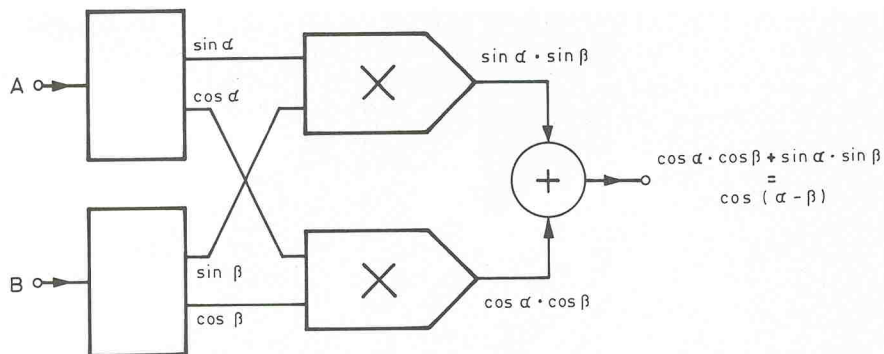 A
sin α
cos α
sin α · sin β
B
sin β
cos β
cos α · cos β
+
cos α · cos β + sin α · sin β
=
cos ( α - β )